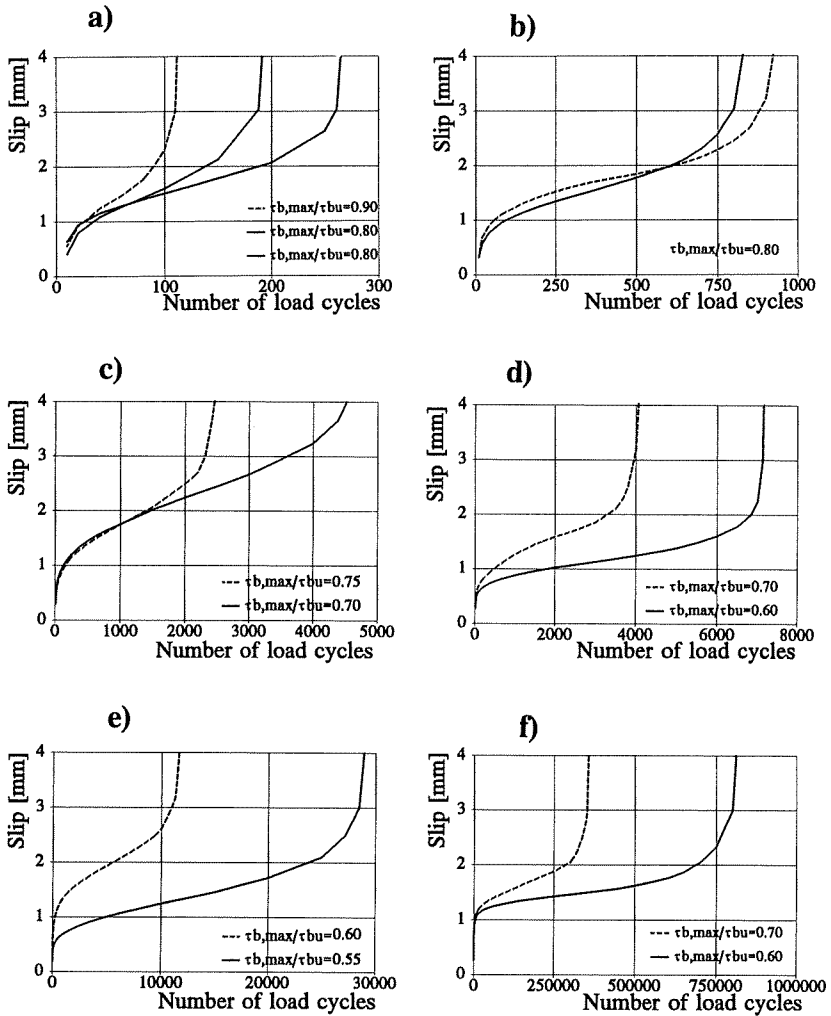 a)
Slip [mm]
4
3
2
1
0
0 100 200 300
τb,max/τbu=0.90
τb,max/τbu=0.80
τb,max/τbu=0.80
Number of load cycles
b)
Slip [mm]
4
3
2
1
0
0 250 500 750 1000
τb,max/τbu=0.80
Number of load cycles
c)
Slip [mm]
4
3
2
1
0
0 1000 2000 3000 4000 5000
τb,max/τbu=0.75
τb,max/τbu=0.70
Number of load cycles
d)
Slip [mm]
4
3
2
1
0
0 2000 4000 6000 8000
τb,max/τbu=0.70
τb,max/τbu=0.60
Number of load cycles
e)
Slip [mm]
4
3
2
1
0
0 10000 20000 30000
τb,max/τbu=0.60
τb,max/τbu=0.55
Number of load cycles
f)
Slip [mm]
4
3
2
1
0
0 250000 500000 750000 1000000
τb,max/τbu=0.70
τb,max/τbu=0.60
Number of load cycles